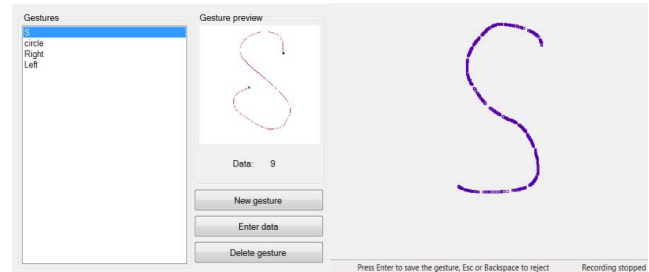 Gestures
S
circle
Right
Left
Gesture preview
Data: 9
New gesture
Enter data
Delete gesture
Press Enter to save the gesture, Esc or Backspace to reject
Recording stopped